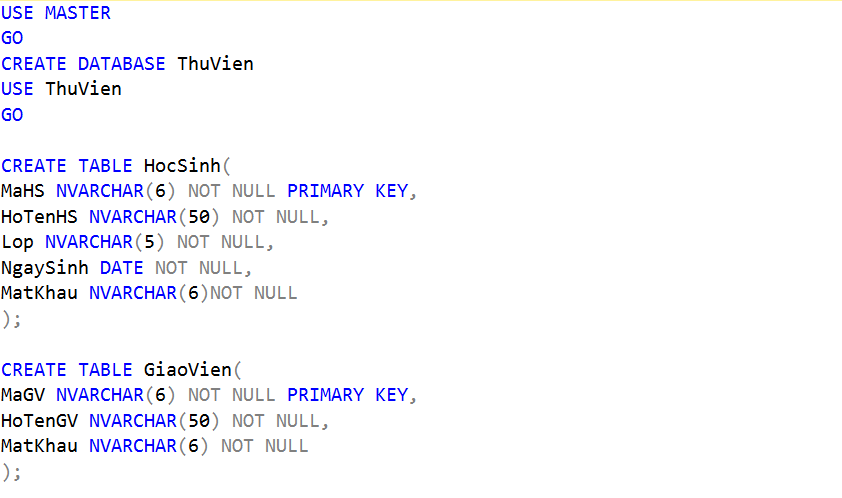 USE MASTER
GO
CREATE DATABASE ThuVien
USE ThuVien
GO
CREATE TABLE HocSinh(
MaHS NVARCHAR(6) NOT NULL PRIMARY KEY,
HoTenHS NVARCHAR(50) NOT NULL,
Lop NVARCHAR(5) NOT NULL,
NgaySinh DATE NOT NULL,
MatKhau NVARCHAR(6)NOT NULL
);
CREATE TABLE GiaoVien(
MaGV NVARCHAR(6) NOT NULL PRIMARY KEY,
HoTenGV NVARCHAR(50) NOT NULL,
MatKhau NVARCHAR(6) NOT NULL
);